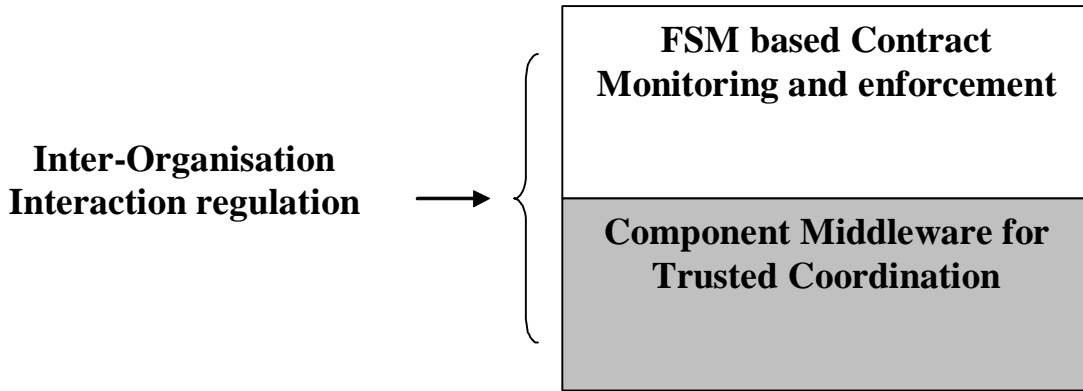 Inter-Organisation
Interaction regulation
FSM based Contract
Monitoring and enforcement
Component Middleware for
Trusted Coordination